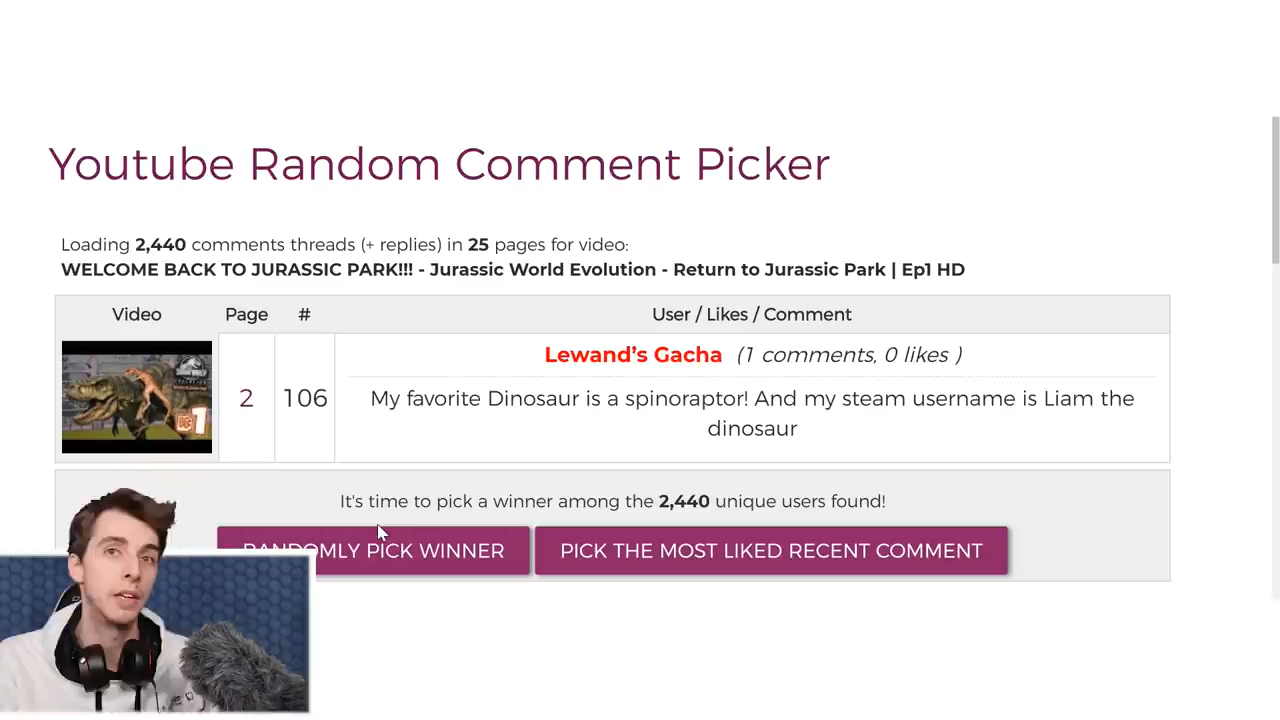 Youtube Random Comment Picker
Loading 2,440 comments threads (+ replies) in 25 pages for video:
WELCOME BACK TO JURASSIC PARK!!! - Jurassic World Evolution - Return to Jurassic Park | Ep1 HD
Video Page # User / Likes / Comment
Lewand’s Gacha (1 comments, 0 likes )
2 106 My favorite Dinosaur is a spinoraptor! And my steam username is Liam the
dinosaur
1
It's time to pick a winner among the 2,440 unique users found!
RANDOMLY PICK WINNER PICK THE MOST LIKED RECENT COMMENT